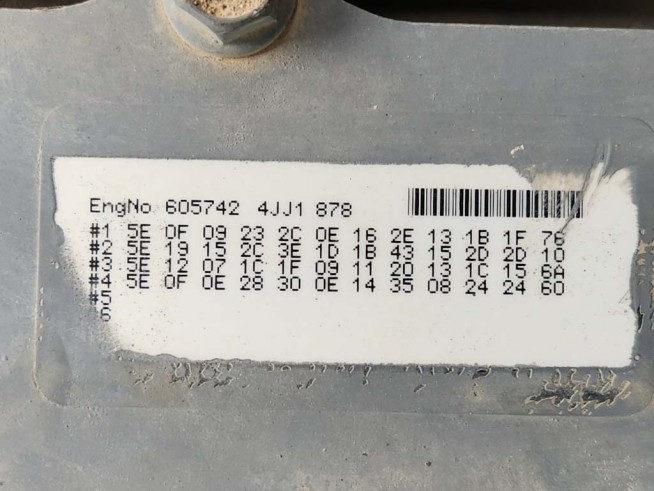 EngNo 605742 4JJ1 878
#1 5E 0F 09 23 2C 0E 16 2E 13 1B 1F 76
#2 5E 19 15 2C 3E 1D 1B 43 15 2D 2D 10
#3 5E 12 07 1C 1F 09 11 20 13 1C 15 6A
#4 5E 0F 0E 28 30 0E 14 35 08 24 24 60
#5
6